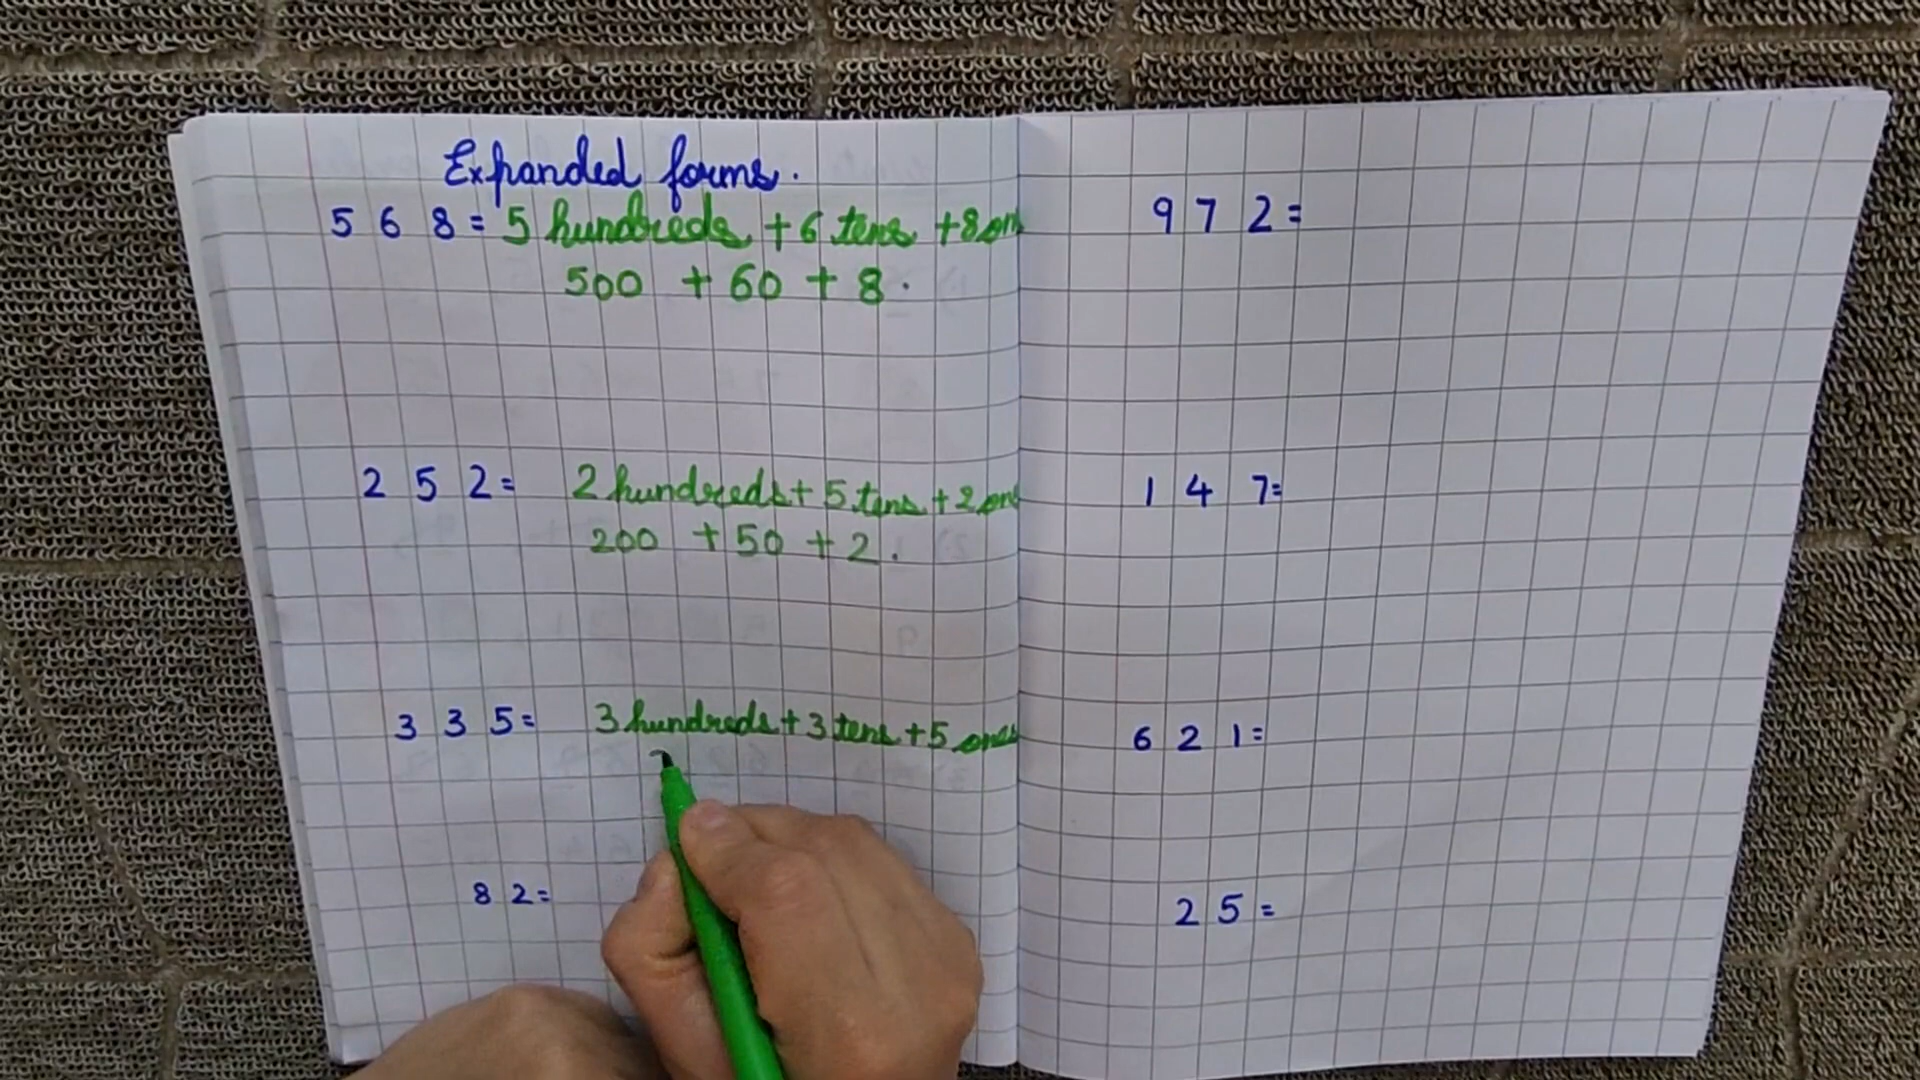 Expanded forms.
5 6 8 = 5 hundreds + 6 tens + 8 on
500 + 60 + 8 .
2 5 2 = 2 hundreds + 5 tens + 2 one
200 + 50 + 2 .
3 3 5 = 3 hundreds + 3 tens + 5 ones
8 2 =
9 7 2 =
1 4 7 =
6 2 1 =
2 5 =